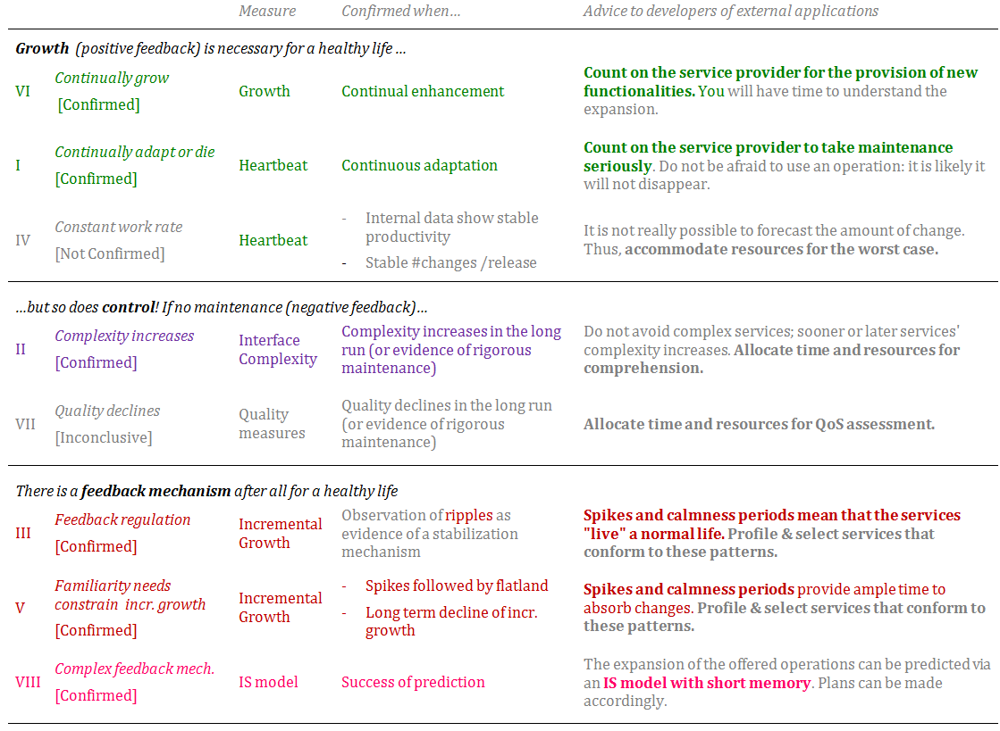 Measure Confirmed when… Advice to developers of external applications
Growth (positive feedback) is necessary for a healthy life …
VI
Continually grow
[Confirmed]
Growth
Continual enhancement
Count on the service provider for the provision of new
functionalities. You will have time to understand the
expansion.
I
Continually adapt or die
[Confirmed]
Heartbeat
Continuous adaptation
Count on the service provider to take maintenance
seriously. Do not be afraid to use an operation: it is likely it
will not disappear.
IV
Constant work rate
[Not Confirmed]
Heartbeat
- Internal data show stable
productivity
- Stable #changes /release
It is not really possible to forecast the amount of change.
Thus, accommodate resources for the worst case.
…but so does control! If no maintenance (negative feedback)…
II
Complexity increases
[Confirmed]
Interface
Complexity
Complexity increases in the long
run (or evidence of rigorous
maintenance)
Do not avoid complex services; sooner or later services'
complexity increases. Allocate time and resources for
comprehension.
VII
Quality declines
[Inconclusive]
Quality
measures
Quality declines in the long run
(or evidence of rigorous
maintenance)
Allocate time and resources for QoS assessment.
There is a feedback mechanism after all for a healthy life
III
Feedback regulation
[Confirmed]
Incremental
Growth
Observation of ripples as
evidence of a stabilization
mechanism
Spikes and calmness periods mean that the services
"live" a normal life. Profile & select services that
conform to these patterns.
V
Familiarity needs
constrain incr. growth
[Confirmed]
Incremental
Growth
- Spikes followed by flatland
- Long term decline of incr.
growth
Spikes and calmness periods provide ample time to
absorb changes. Profile & select services that conform to
these patterns.
VIII
Complex feedback mech.
[Confirmed]
IS model
Success of prediction
The expansion of the offered operations can be predicted via
an IS model with short memory. Plans can be made
accordingly.